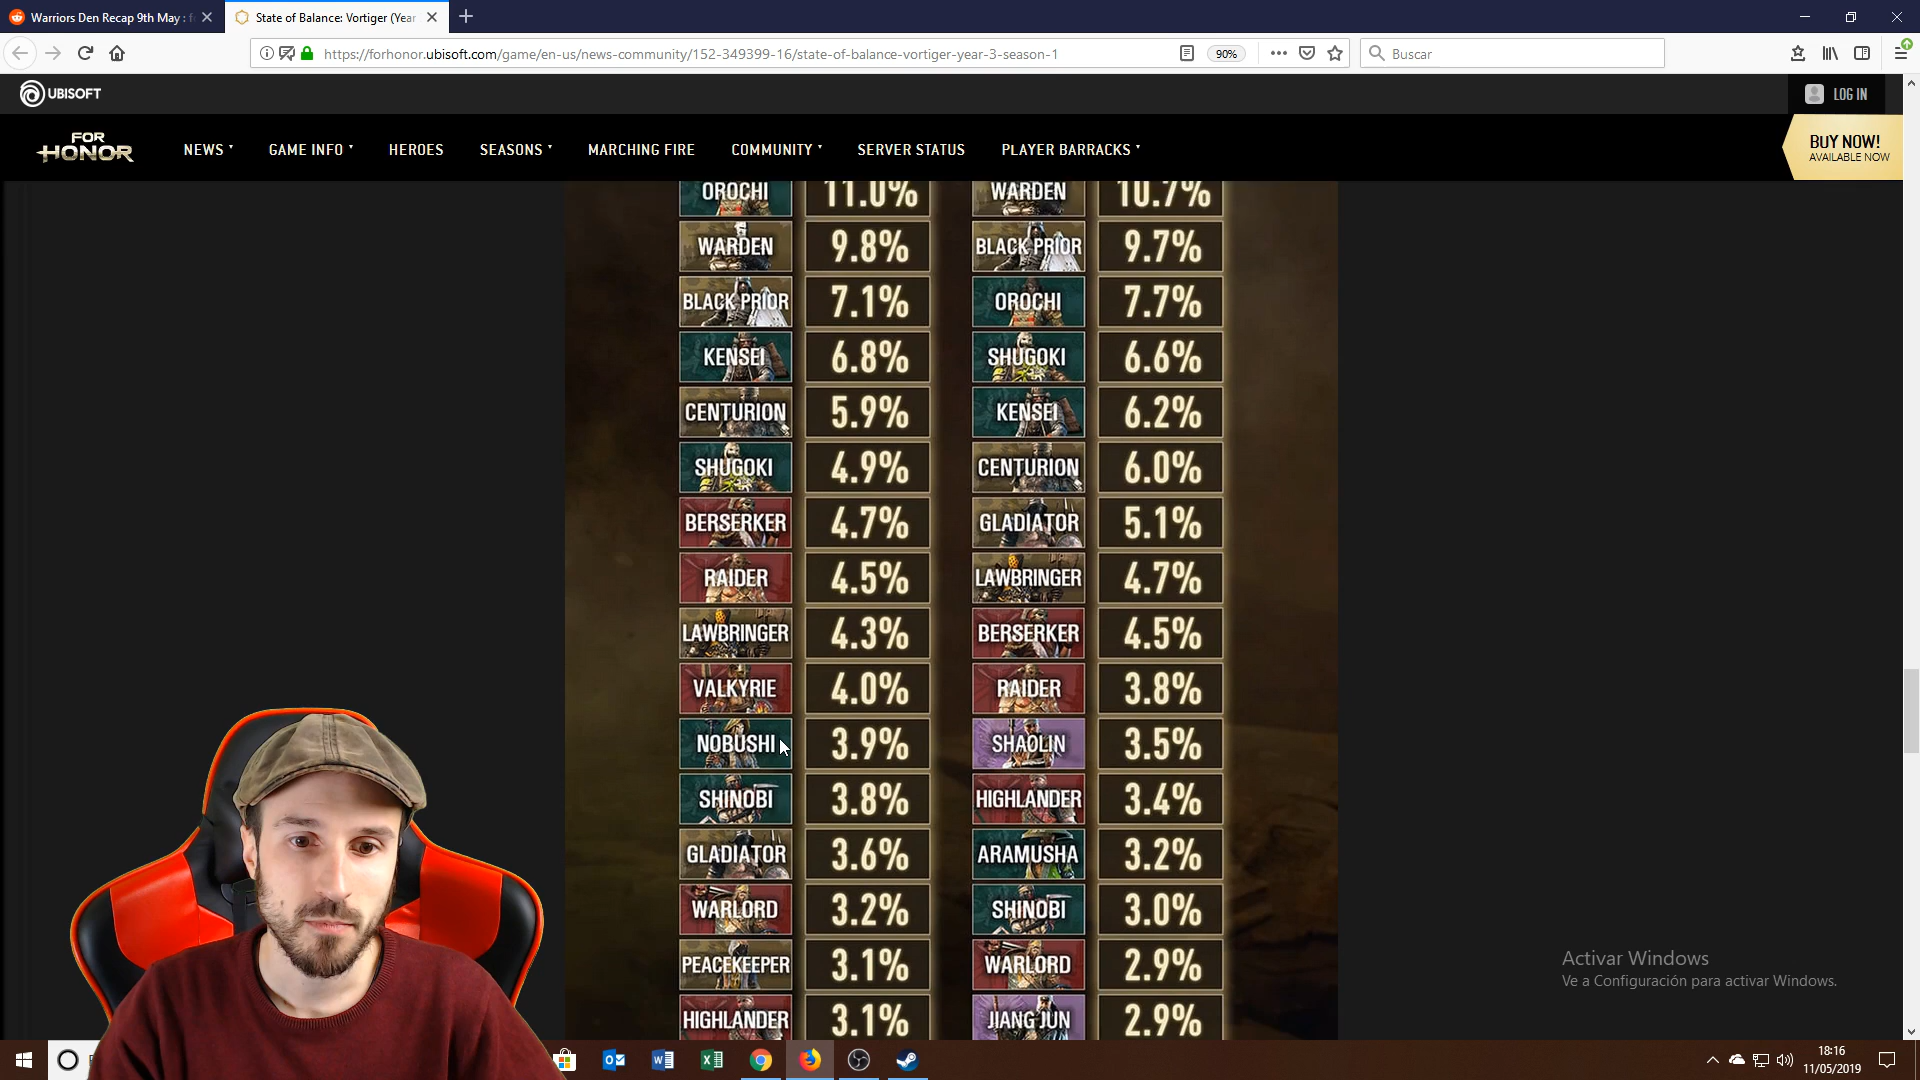 Warriors Den Recap 9th May : f
State of Balance: Vortiger (Year
https://forhonor.ubisoft.com/game/en-us/news-community/152-349399-16/state-of-balance-vortiger-year-3-season-1
90%
Buscar
UBISOFT
LOG IN
FOR HONOR
NEWS
GAME INFO
HEROES
SEASONS
MARCHING FIRE
COMMUNITY
SERVER STATUS
PLAYER BARRACKS
BUY NOW!
AVAILABLE NOW
OROCHI 11.0% WARDEN 10.7%
WARDEN 9.8% BLACK PRIOR 9.7%
BLACK PRIOR 7.1% OROCHI 7.7%
KENSEI 6.8% SHUGOKI 6.6%
CENTURION 5.9% KENSEI 6.2%
SHUGOKI 4.9% CENTURION 6.0%
BERSERKER 4.7% GLADIATOR 5.1%
RAIDER 4.5% LAWBRINGER 4.7%
LAWBRINGER 4.3% BERSERKER 4.5%
VALKYRIE 4.0% RAIDER 3.8%
NOBUSHI 3.9% SHAOLIN 3.5%
SHINOBI 3.8% HIGHLANDER 3.4%
GLADIATOR 3.6% ARAMUSHA 3.2%
WARLORD 3.2% SHINOBI 3.0%
PEACEKEEPER 3.1% WARLORD 2.9%
HIGHLANDER 3.1% JIANG JUN 2.9%
Activar Windows
Ve a Configuración para activar Windows.
18:16
11/05/2019